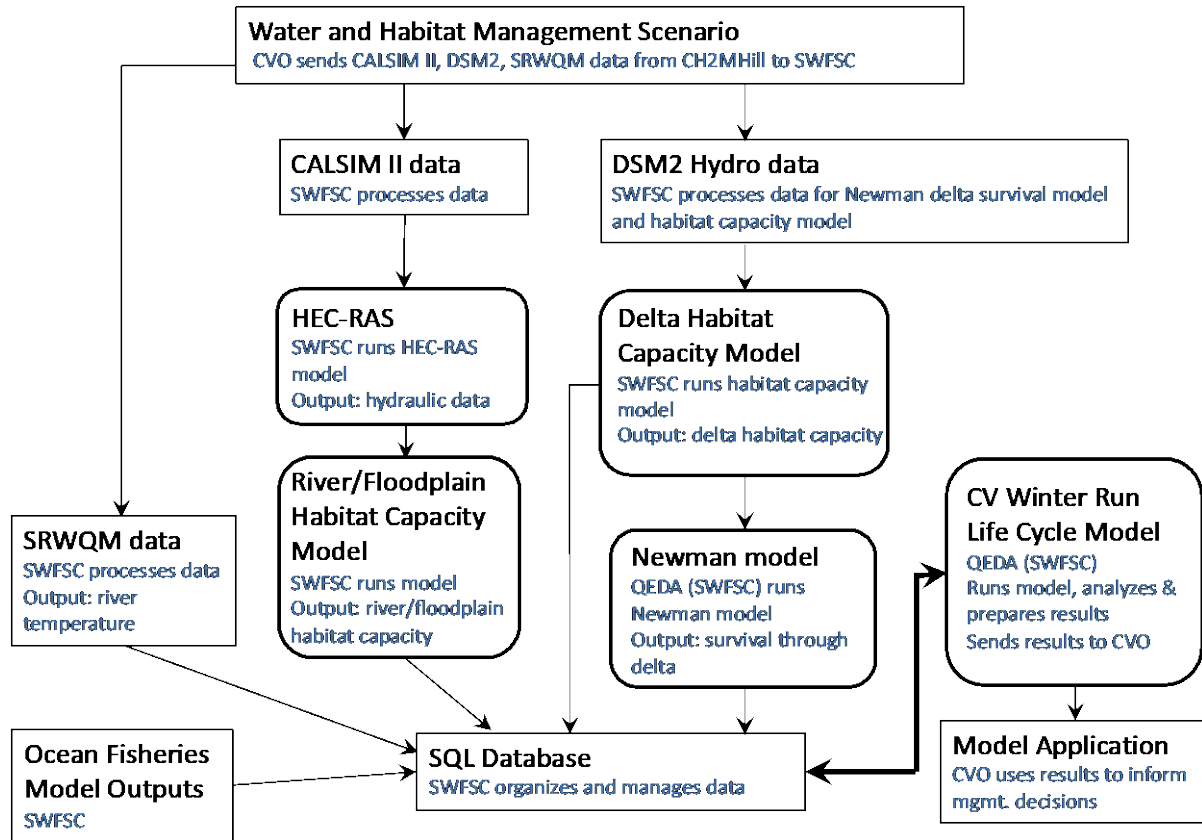 Water and Habitat Management Scenario
CVO sends CALSIM II, DSM2, SRWQM data from CH2MHill to SWFSC
CALSIM II data
SWFSC processes data
DSM2 Hydro data
SWFSC processes data for Newman delta survival model
and habitat capacity model
HEC-RAS
SWFSC runs HEC-RAS
model
Output: hydraulic data
Delta Habitat
Capacity Model
SWFSC runs habitat capacity
model
Output: delta habitat capacity
River/Floodplain
Habitat Capacity
Model
SWFSC runs model
Output: river/floodplain
habitat capacity
SRWQM data
SWFSC processes data
Output: river
temperature
Newman model
QEDA (SWFSC) runs
Newman model
Output: survival through
delta
CV Winter Run
Life Cycle Model
QEDA (SWFSC)
Runs model, analyzes &
prepares results
Sends results to CVO
Ocean Fisheries
Model Outputs
SWFSC
SQL Database
SWFSC organizes and manages data
Model Application
CVO uses results to inform
mgmt. decisions